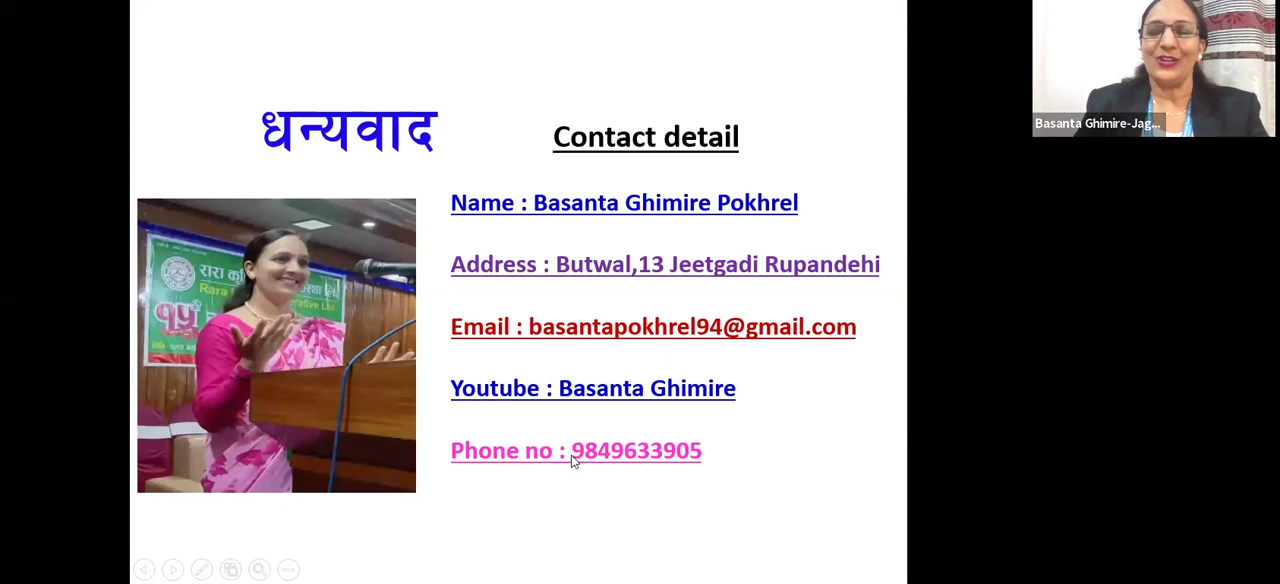 धन्यवाद
Contact detail
Name : Basanta Ghimire Pokhrel
Address : Butwal,13 Jeetgadi Rupandehi
Email : basantapokhrel94@gmail.com
Youtube : Basanta Ghimire
Phone no : 9849633905
Basanta Ghimire-Jag...
रारा
Rara